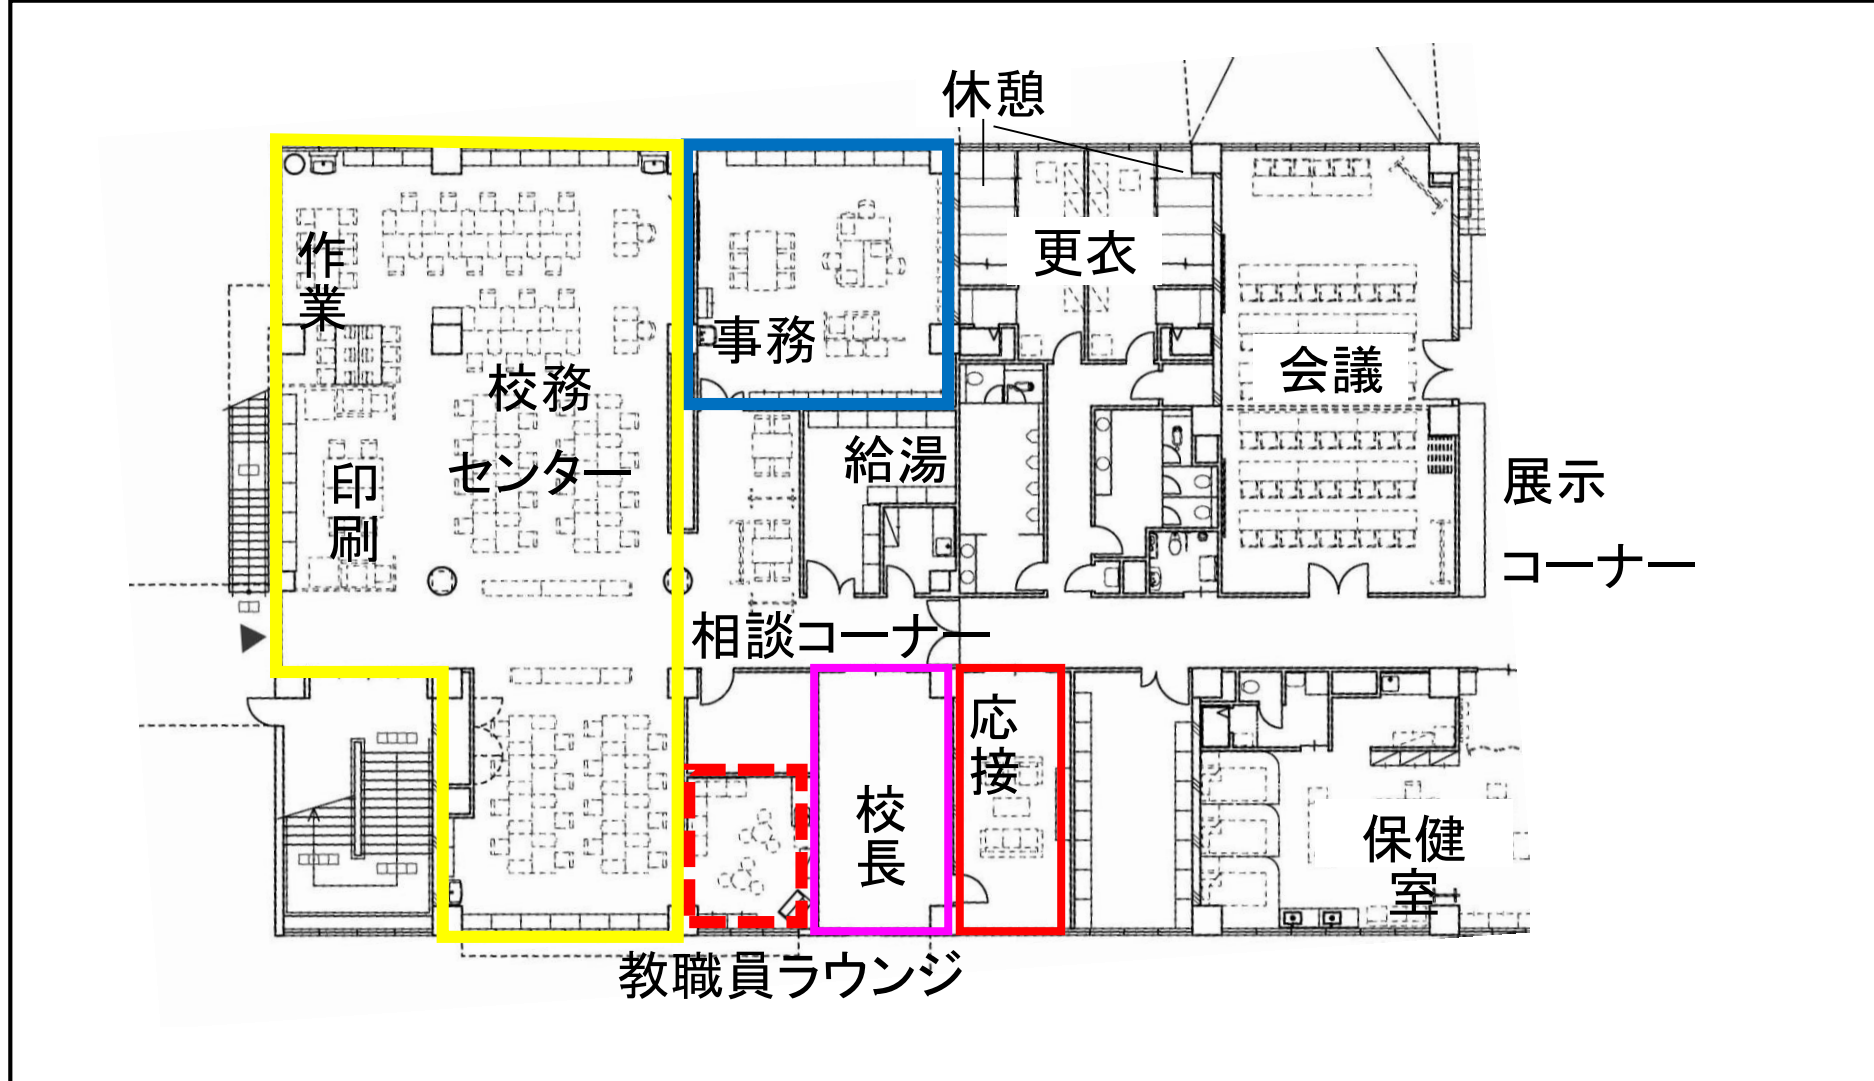 休憩
作業
更衣
事務
会議
校務
センター
給湯
印刷
展示
コーナー
相談コーナー
応接
校長
保健
室
教職員ラウンジ